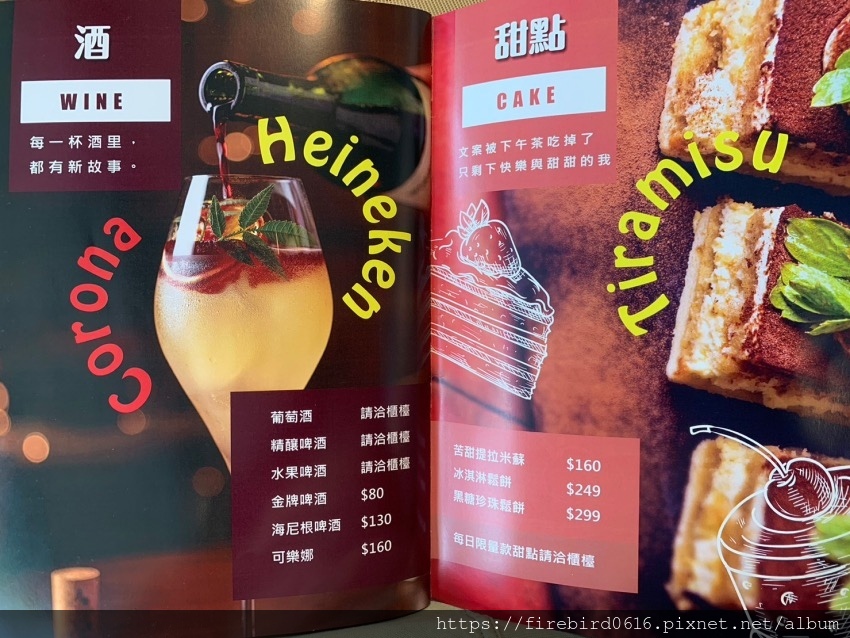 酒
WINE
每一杯酒里，
都有新故事。
Corona
Heineken
葡萄酒 請洽櫃檯
精釀啤酒 請洽櫃檯
水果啤酒 請洽櫃檯
金牌啤酒 $80
海尼根啤酒 $130
可樂娜 $160
甜點
CAKE
文案被下午茶吃掉了
只剩下快樂與甜甜的我
Tiramisu
苦甜提拉米蘇 $160
冰淇淋鬆餅 $249
黑糖珍珠鬆餅 $299
每日限量款甜點請洽櫃檯
https://firebird0616.pixnet.net/album